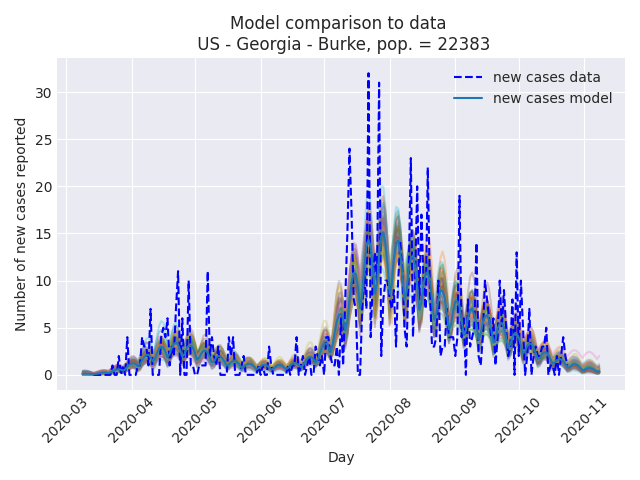 Model comparison to data
US - Georgia - Burke, pop. = 22383
new cases data
new cases model
Number of new cases reported
30
25
20
15
10
5
0
2020-03
2020-04
2020-05
2020-06
2020-07
2020-08
2020-09
2020-10
2020-11
Day